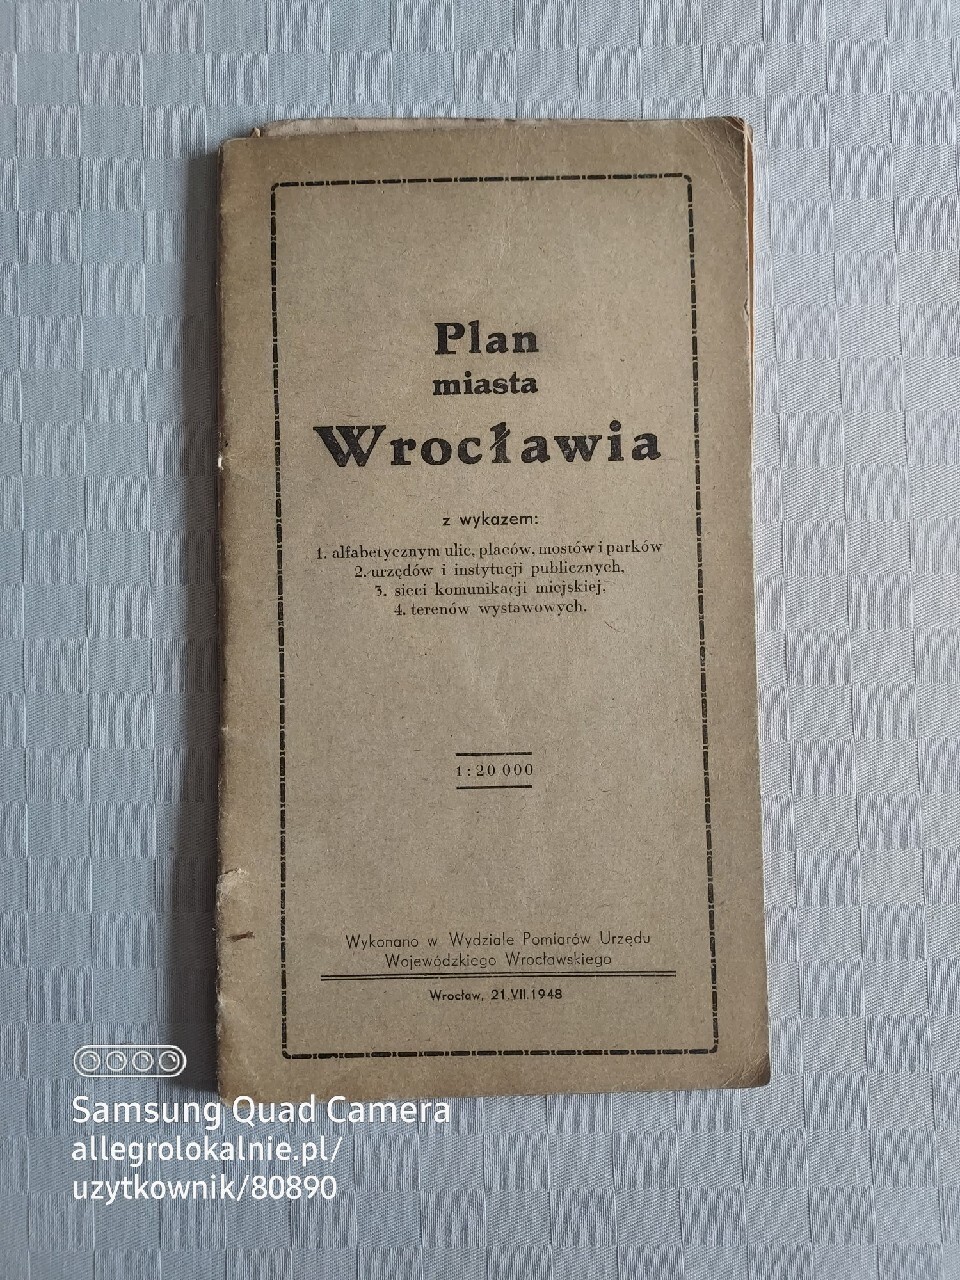 Plan
miasta
Wrocławia
z wykazem:
1. alfabetycznym ulic, placów, mostów i parków
2. urzędów i instytucji publicznych,
3. sieci komunikacji miejskiej,
4. terenów wystawowych.
1:20 000
Wykonano w Wydziale Pomiarów Urzędu
Wojewódzkiego Wrocławskiego
Wrocław, 21.VII.1948
Samsung Quad Camera
allegrolokalnie.pl/
uzytkownik/80890